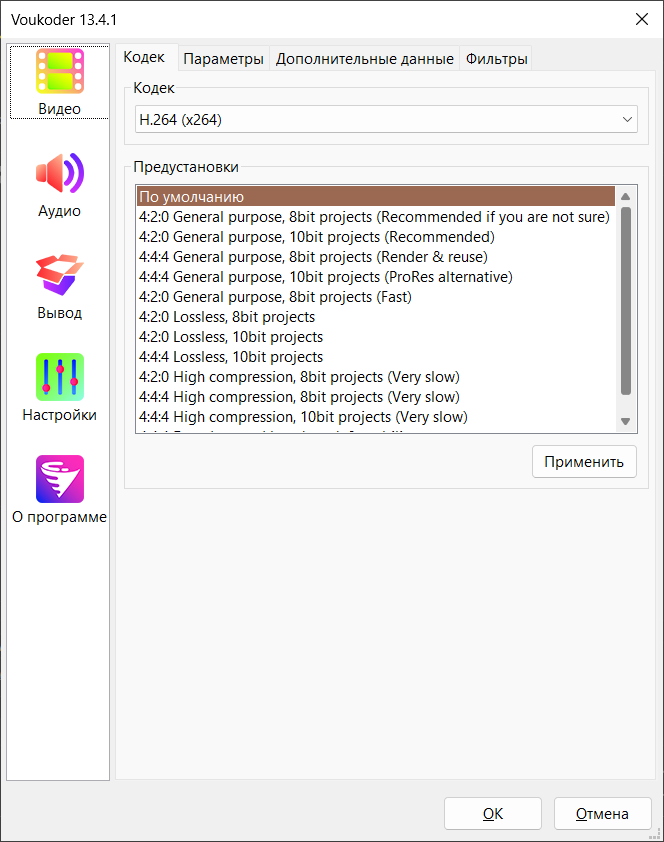 Voukoder 13.4.1
Видео
Аудио
Вывод
Настройки
О программе
Кодек
Параметры
Дополнительные данные
Фильтры
Кодек
H.264 (x264)
Предустановки
По умолчанию
4:2:0 General purpose, 8bit projects (Recommended if you are not sure)
4:2:0 General purpose, 10bit projects (Recommended)
4:4:4 General purpose, 8bit projects (Render & reuse)
4:4:4 General purpose, 10bit projects (ProRes alternative)
4:2:0 General purpose, 8bit projects (Fast)
4:2:0 Lossless, 8bit projects
4:2:0 Lossless, 10bit projects
4:4:4 Lossless, 10bit projects
4:2:0 High compression, 8bit projects (Very slow)
4:4:4 High compression, 8bit projects (Very slow)
4:4:4 High compression, 10bit projects (Very slow)
Применить
OK
Отмена